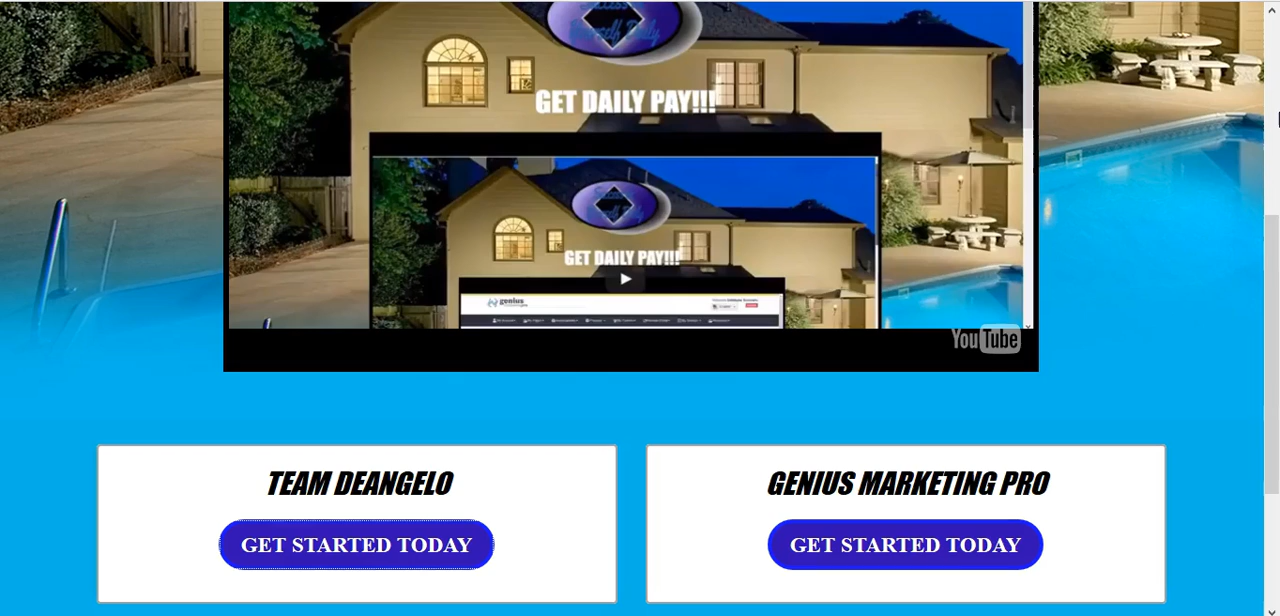 GET DAILY PAY!!!
GET DAILY PAY!!!
genius
YouTube
TEAM DEANGELO
GENIUS MARKETING PRO
GET STARTED TODAY
GET STARTED TODAY